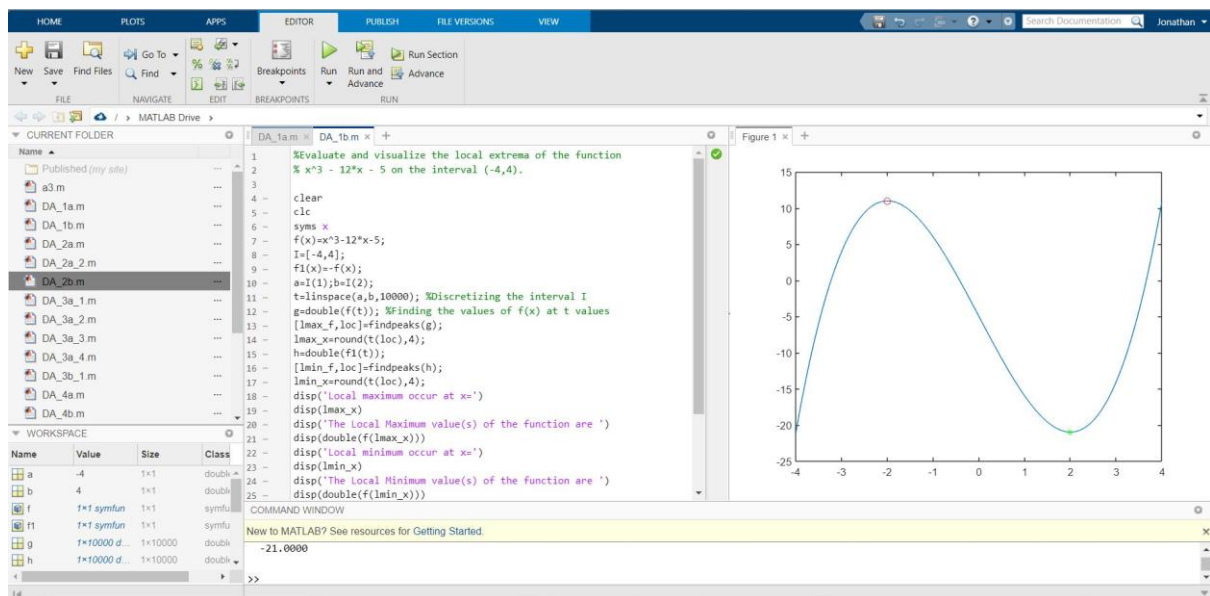 HOME PLOTS APPS EDITOR PUBLISH FILE VERSIONS VIEW Search Documentation Jonathan
New Save Find Files Go To Find Breakpoints Run Run and Advance Run Section Advance
FILE NAVIGATE EDIT BREAKPOINTS RUN
/ > MATLAB Drive >
CURRENT FOLDER
Name
Published (my site)
a3.m
DA_1a.m
DA_1b.m
DA_2a.m
DA_2a_2.m
DA_2b.m
DA_3a_1.m
DA_3a_2.m
DA_3a_3.m
DA_3a_4.m
DA_3b_1.m
DA_4a.m
DA_4b.m
WORKSPACE
Name Value Size Class
a -4 1×1 double
b 4 1×1 double
f 1×1 symfun 1×1 symfu
f1 1×1 symfun 1×1 symfu
g 1×10000 d... 1×10000 double
h 1×10000 d... 1×10000 double
DA_1a.m × DA_1b.m × +
1 %Evaluate and visualize the local extrema of the function
2 % x^3 - 12*x - 5 on the interval (-4,4).
3
4 - clear
5 - clc
6 - syms x
7 - f(x)=x^3-12*x-5;
8 - I=[-4,4];
9 - f1(x)=-f(x);
10 - a=I(1);b=I(2);
11 - t=linspace(a,b,10000); %Discretizing the interval I
12 - g=double(f(t)); %Finding the values of f(x) at t values
13 - [lmax_f,loc]=findpeaks(g);
14 - lmax_x=round(t(loc),4);
15 - h=double(f1(t));
16 - [lmin_f,loc]=findpeaks(h);
17 - lmin_x=round(t(loc),4);
18 - disp('Local maximum occur at x=')
19 - disp(lmax_x)
20 - disp('The Local Maximum value(s) of the function are ')
21 - disp(double(f(lmax_x)))
22 - disp('Local minimum occur at x=')
23 - disp(lmin_x)
24 - disp('The Local Minimum value(s) of the function are ')
25 - disp(double(f(lmin_x)))
COMMAND WINDOW
New to MATLAB? See resources for Getting Started.
-21.0000
>>
Figure 1 × +
15
10
5
0
-5
-10
-15
-20
-25
-4 -3 -2 -1 0 1 2 3 4